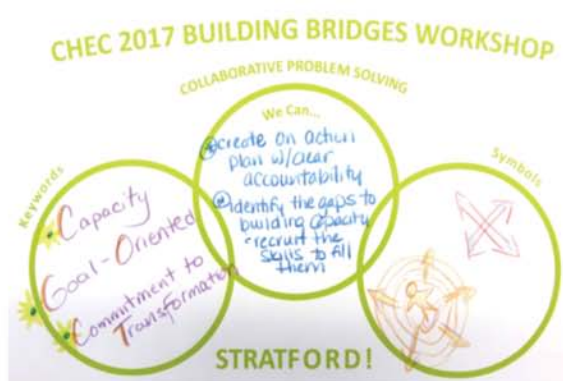 CHEC 2017 BUILDING BRIDGES WORKSHOP
COLLABORATIVE PROBLEM SOLVING
Keywords
Capacity
Goal-Oriented
Commitment to
Transformation
We Can...
create an action
plan w/clear
accountability
identify the gaps to
building capacity
- recruit the
skills to fill
them
Symbols
STRATFORD!